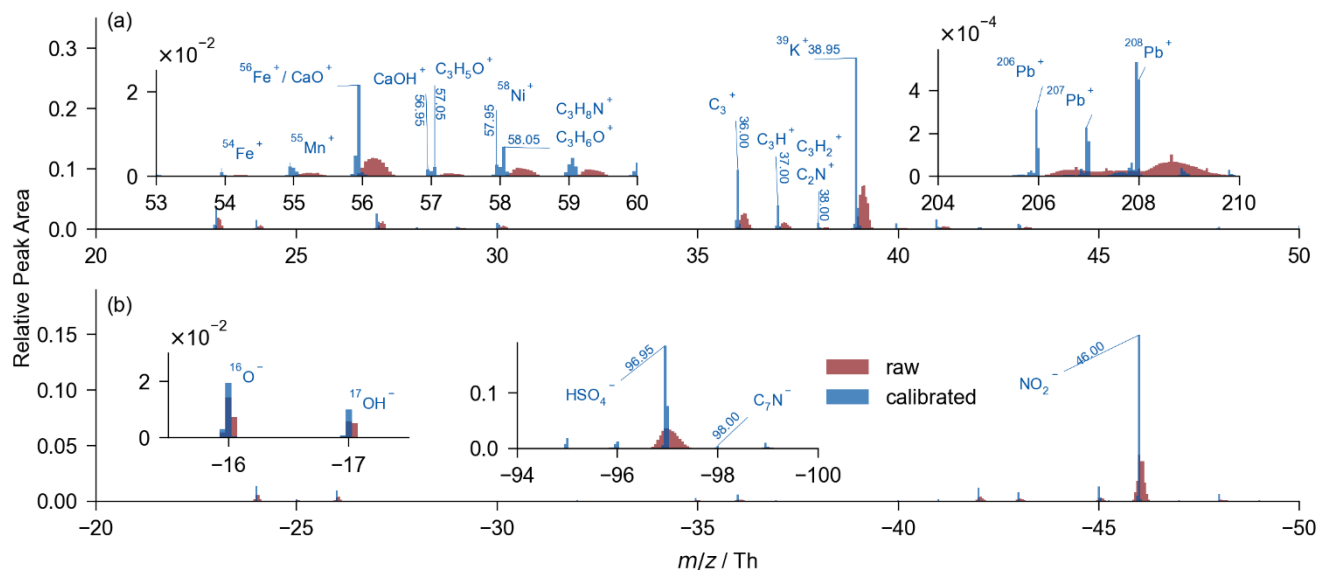 (a)
Relative Peak Area
0.3
0.2
0.1
0.0
20
25
30
35
40
45
50
×10⁻²
2
0
53
54
55
56
57
58
59
60
⁵⁴Fe⁺
⁵⁵Mn⁺
⁵⁶Fe⁺/ CaO⁺
CaOH⁺
56.95
C₃H₅O⁺
57.05
⁵⁸Ni⁺
57.95
58.05
C₃H₈N⁺
C₃H₆O⁺
C₃⁺
36.00
C₃H⁺
37.00
C₃H₂⁺
C₂N⁺
38.00
³⁹K⁺ 38.95
×10⁻⁴
4
2
0
204
206
208
210
²⁰⁶Pb⁺
²⁰⁷Pb⁺
²⁰⁸Pb⁺
(b)
0.15
0.10
0.05
0.00
−20
−25
−30
−35
−40
−45
−50
×10⁻²
2
0
−16
−17
¹⁶O⁻
¹⁷OH⁻
0.1
0.0
−94
−96
−98
−100
HSO₄⁻
96.95
C₇N⁻
98.00
raw
calibrated
NO₂⁻
46.00
m/z / Th